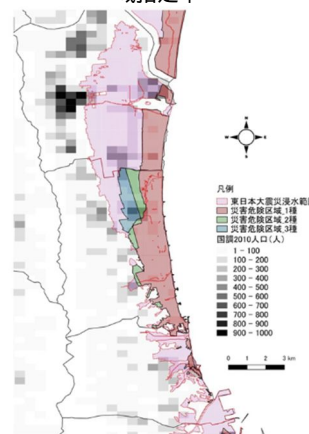 N
凡例
東日本大震災浸水範囲
災害危険区域_1種
災害危険区域_2種
災害危険区域_3種
国調2010人口(人)
1 - 100
100 - 200
200 - 300
300 - 400
400 - 500
500 - 600
600 - 700
700 - 800
800 - 900
900 - 1000
0 1 2 3 km